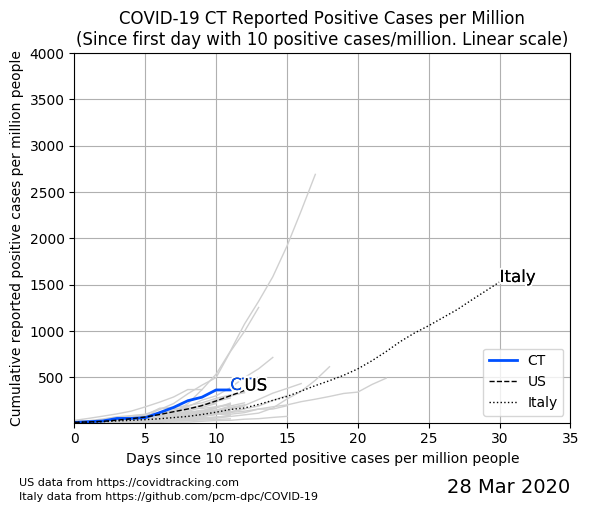 COVID-19 CT Reported Positive Cases per Million
(Since first day with 10 positive cases/million. Linear scale)
Cumulative reported positive cases per million people
4000
3500
3000
2500
2000
1500
1000
500
Italy
CT
US
CT
US
Italy
0 5 10 15 20 25 30 35
Days since 10 reported positive cases per million people
US data from https://covidtracking.com
Italy data from https://github.com/pcm-dpc/COVID-19
28 Mar 2020